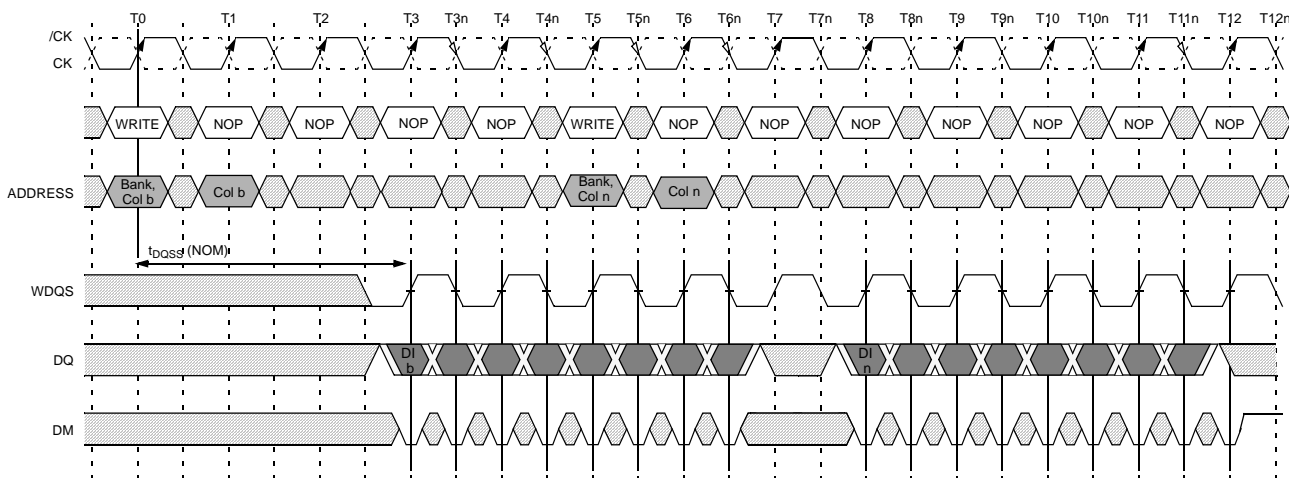 T0 T1 T2 T3 T3n T4 T4n T5 T5n T6 T6n T7 T7n T8 T8n T9 T9n T10 T10n T11 T11n T12 T12n
/CK
CK
WRITE NOP NOP NOP NOP WRITE NOP NOP NOP NOP NOP NOP NOP
ADDRESS
Bank,
Col b
Col b
Bank,
Col n
Col n
tDQSS (NOM)
WDQS
DQ
DI
b
DI
n
DM